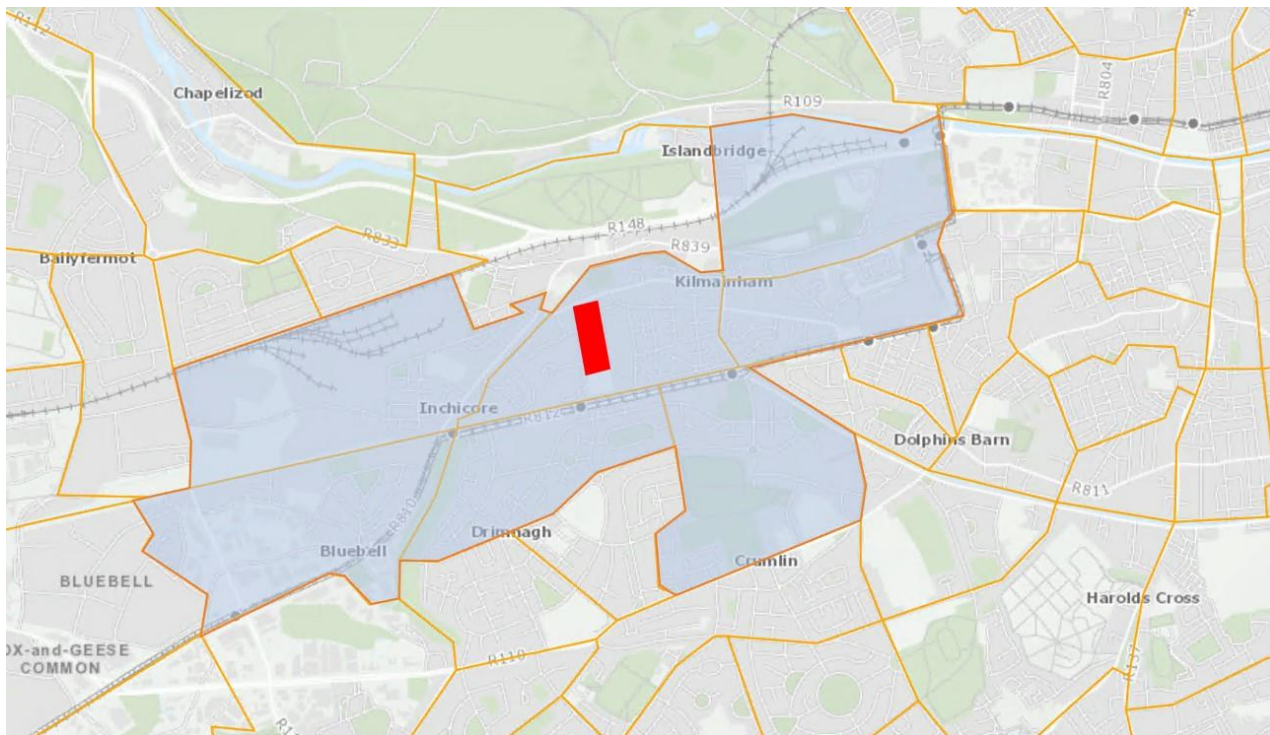 R112
Chapelizod
R109
R804
Islandbridge
R148
R833
R839
Ballyfermot
Kilmainham
Inchicore
R812
Dolphins Barn
R811
R810
Drimnagh
Bluebell
Crumlin
BLUEBELL
Harolds Cross
OX-and-GEESE
COMMON
R110
R137